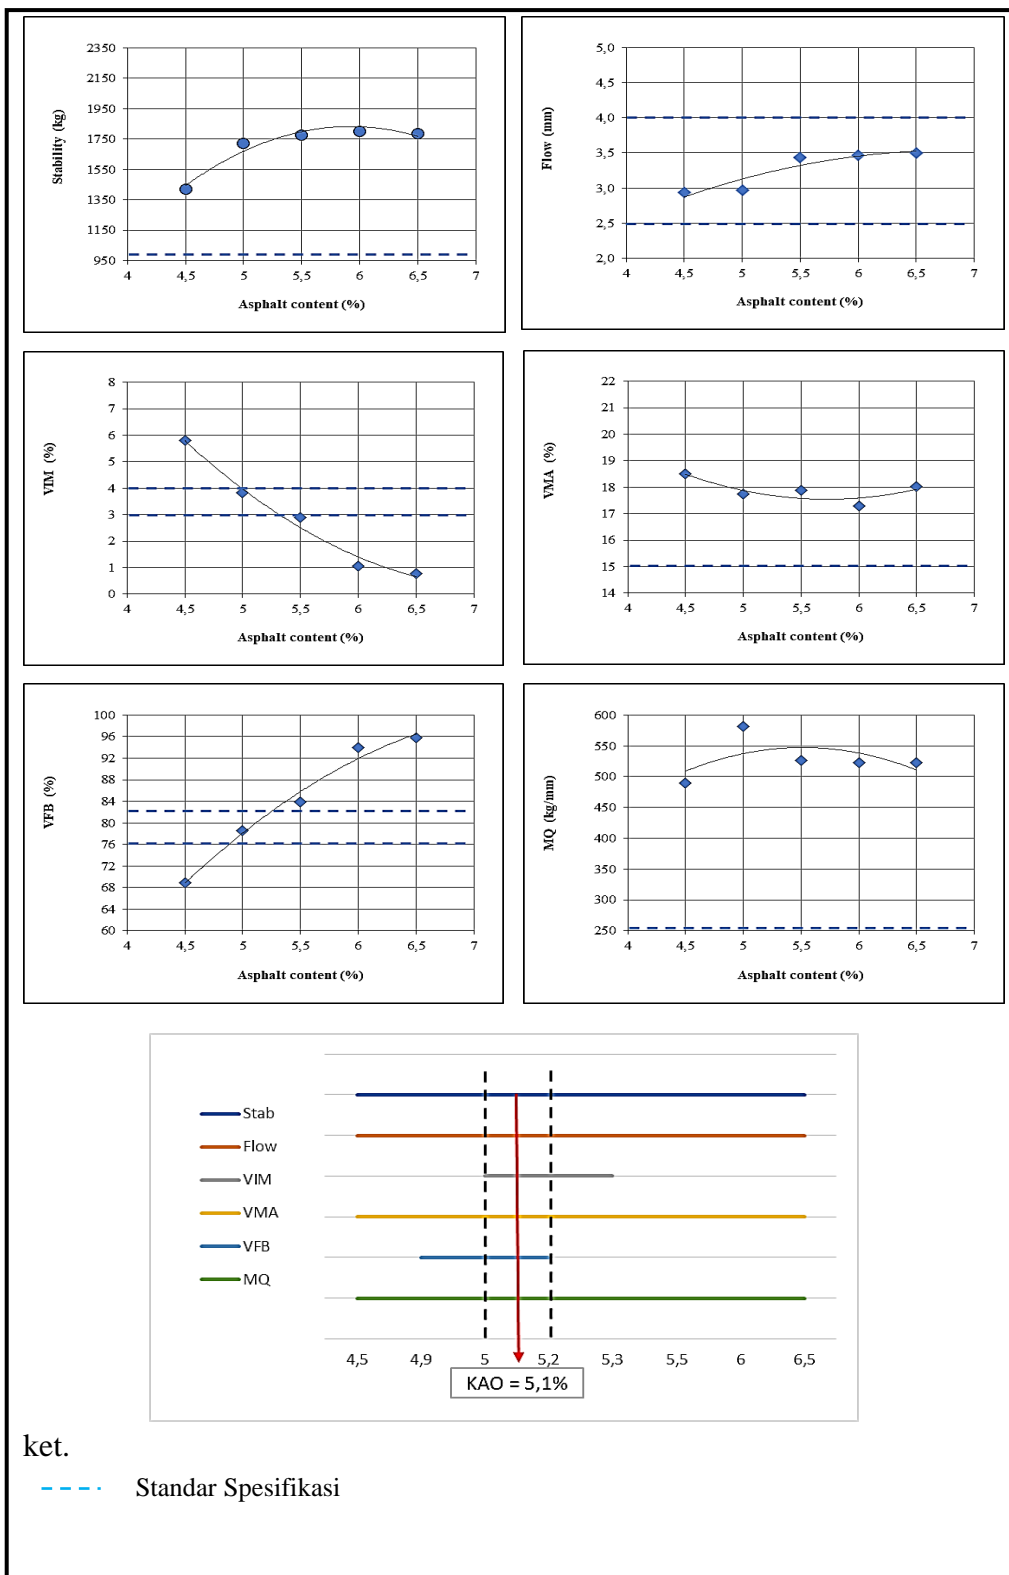 2350
2150
1950
1750
1550
1350
1150
950
Stability (kg)
4 4,5 5 5,5 6 6,5 7
Asphalt content (%)
5,0
4,5
4,0
3,5
3,0
2,5
2,0
Flow (mm)
4 4,5 5 5,5 6 6,5 7
Asphalt content (%)
8
7
6
5
4
3
2
1
0
VIM (%)
4 4,5 5 5,5 6 6,5 7
Asphalt content (%)
22
21
20
19
18
17
16
15
14
VMA (%)
4 4,5 5 5,5 6 6,5 7
Asphalt content (%)
100
96
92
88
84
80
76
72
68
64
60
VFB (%)
4 4,5 5 5,5 6 6,5 7
Asphalt content (%)
600
550
500
450
400
350
300
250
MQ (kg/mm)
4 4,5 5 5,5 6 6,5 7
Asphalt content (%)
Stab
Flow
VIM
VMA
VFB
MQ
4,5 4,9 5 5,2 5,3 5,5 6 6,5
KAO = 5,1%
ket.
Standar Spesifikasi